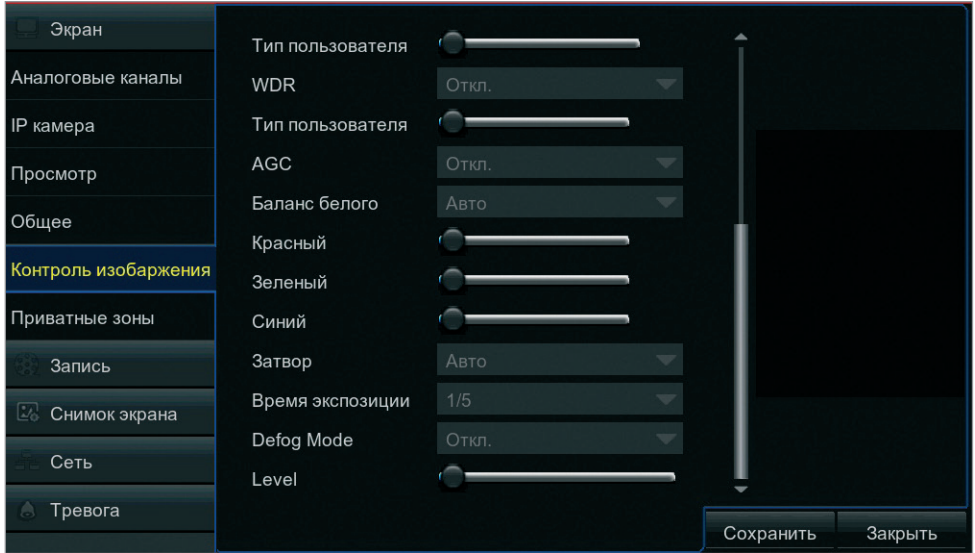 Экран
Аналоговые каналы
IP камера
Просмотр
Общее
Контроль изобаржения
Приватные зоны
Запись
Снимок экрана
Сеть
Тревога
Тип пользователя
WDR Откл.
Тип пользователя
AGC Откл.
Баланс белого Авто
Красный
Зеленый
Синий
Затвор Авто
Время экспозиции 1/5
Defog Mode Откл.
Level
Сохранить Закрыть